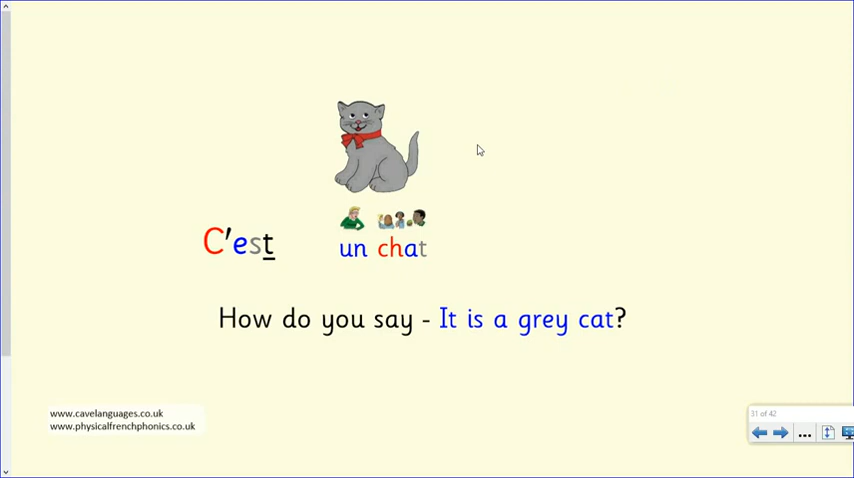 C'est un chat
How do you say - It is a grey cat?
www.cavelanguages.co.uk
www.physicalfrenchphonics.co.uk
31 of 42
...